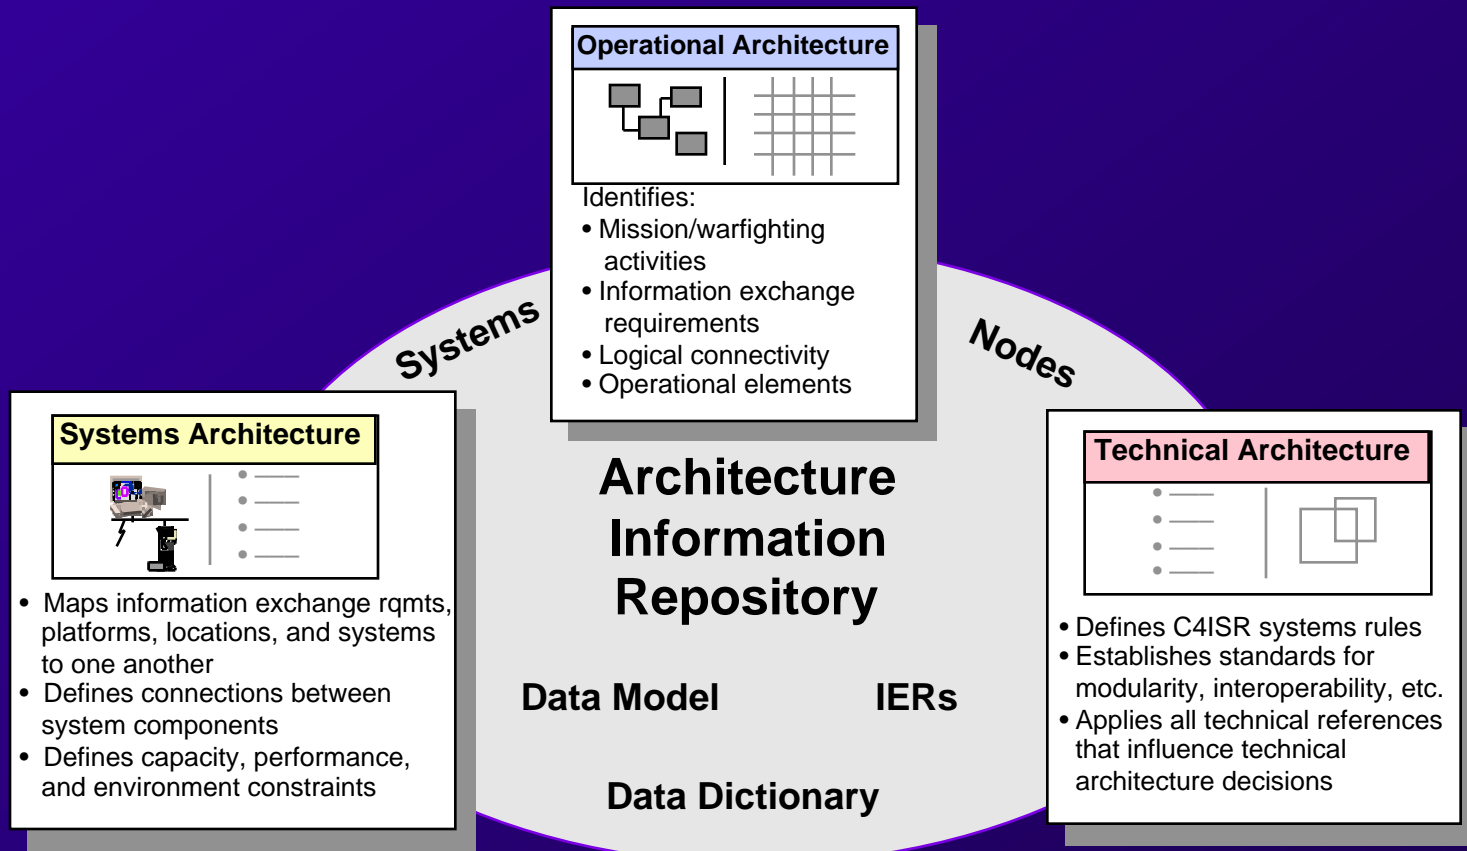 Operational Architecture
Identifies:
• Mission/warfighting
activities
• Information exchange
requirements
• Logical connectivity
• Operational elements
Systems
Nodes
Systems Architecture
• Maps information exchange rqmts,
platforms, locations, and systems
to one another
• Defines connections between
system components
• Defines capacity, performance,
and environment constraints
Architecture
Information
Repository
Data Model
IERs
Data Dictionary
Technical Architecture
• Defines C4ISR systems rules
• Establishes standards for
modularity, interoperability, etc.
• Applies all technical references
that influence technical
architecture decisions